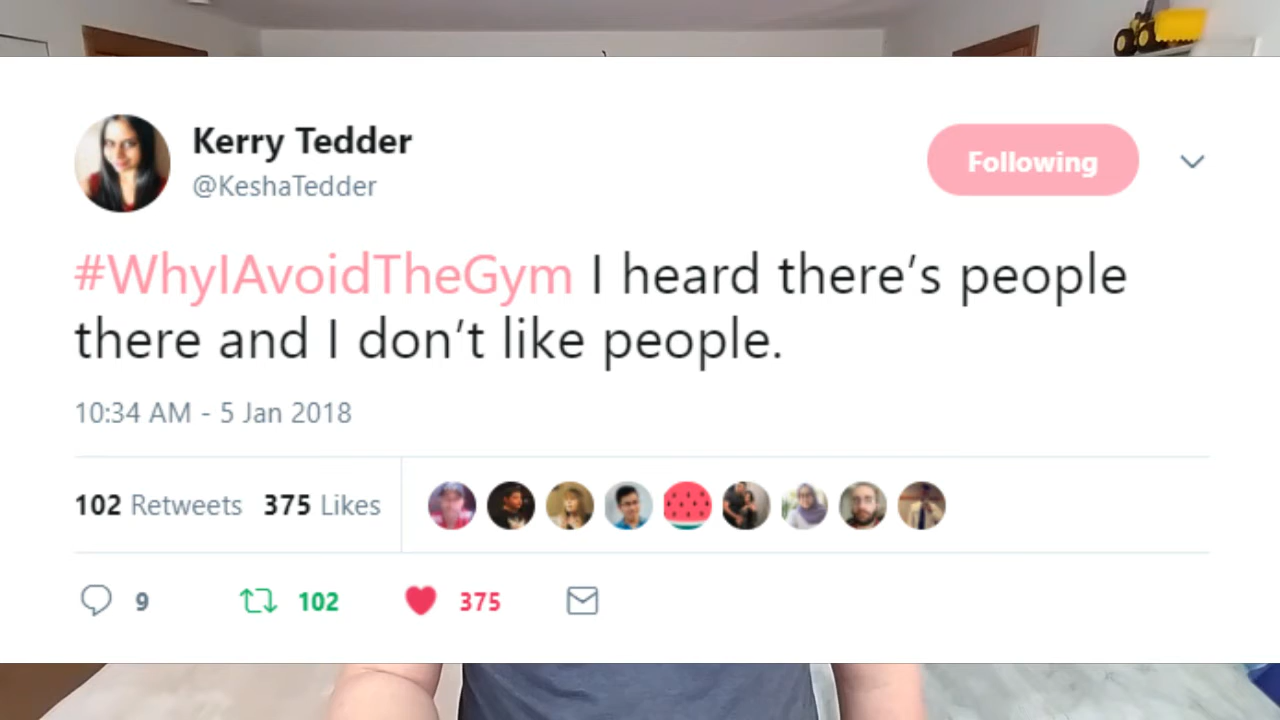 Kerry Tedder
@KeshaTedder
Following
#WhyIAvoidTheGym I heard there’s people
there and I don’t like people.
10:34 AM - 5 Jan 2018
102 Retweets 375 Likes
9 102 375